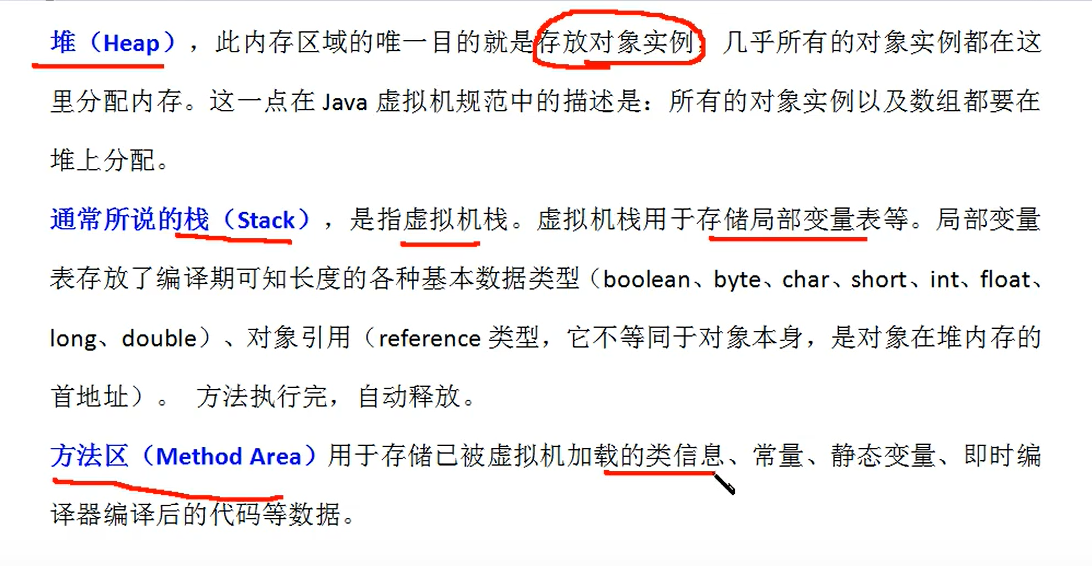 堆（Heap），此内存区域的唯一目的就是存放对象实例，几乎所有的对象实例都在这
里分配内存。这一点在 Java 虚拟机规范中的描述是：所有的对象实例以及数组都要在
堆上分配。
通常所说的栈（Stack），是指虚拟机栈。虚拟机栈用于存储局部变量表等。局部变量
表存放了编译期可知长度的各种基本数据类型（boolean、byte、char、short、int、float、
long、double）、对象引用（reference 类型，它不等同于对象本身，是对象在堆内存的
首地址）。 方法执行完，自动释放。
方法区（Method Area）用于存储已被虚拟机加载的类信息、常量、静态变量、即时编
译器编译后的代码等数据。